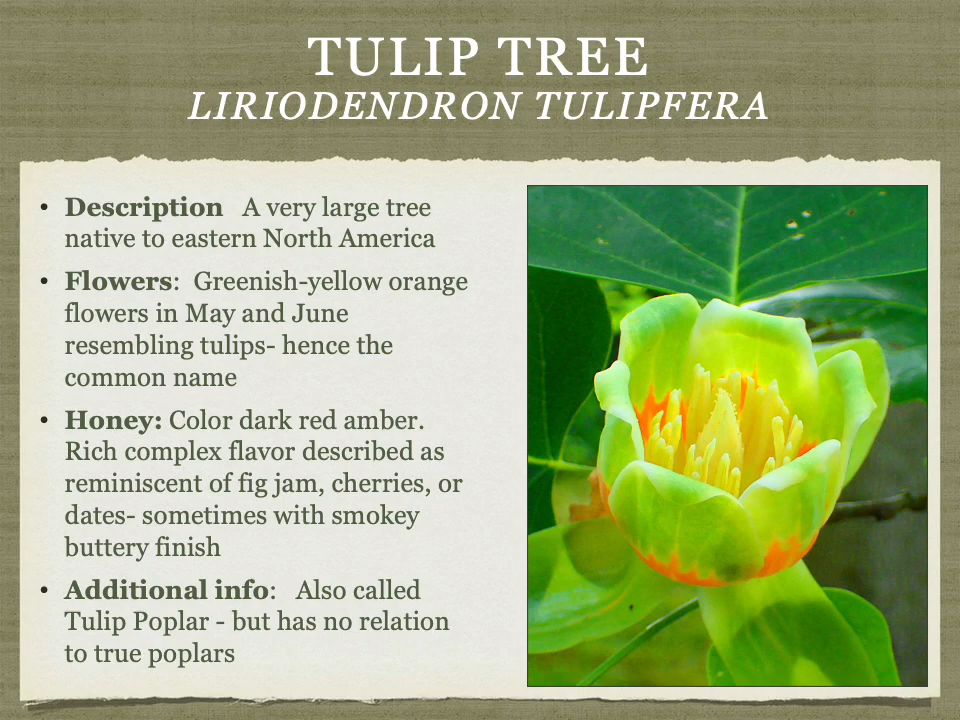 TULIP TREE
LIRIODENDRON TULIPFERA
• Description   A very large tree
native to eastern North America
• Flowers:  Greenish-yellow orange
flowers in May and June
resembling tulips- hence the
common name
• Honey: Color dark red amber.
Rich complex flavor described as
reminiscent of fig jam, cherries, or
dates- sometimes with smokey
buttery finish
• Additional info:   Also called
Tulip Poplar - but has no relation
to true poplars